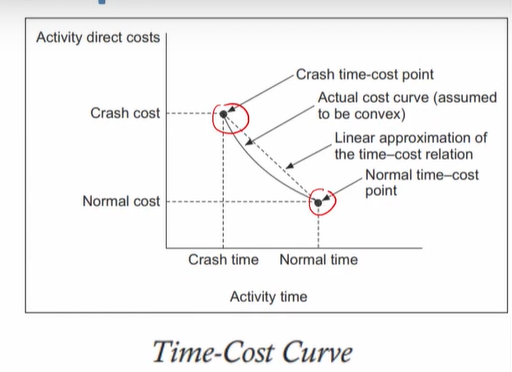 Activity direct costs
Crash time-cost point
Actual cost curve (assumed
to be convex)
Crash cost
Linear approximation of
the time–cost relation
Normal time–cost
point
Normal cost
Crash time
Normal time
Activity time
Time-Cost Curve